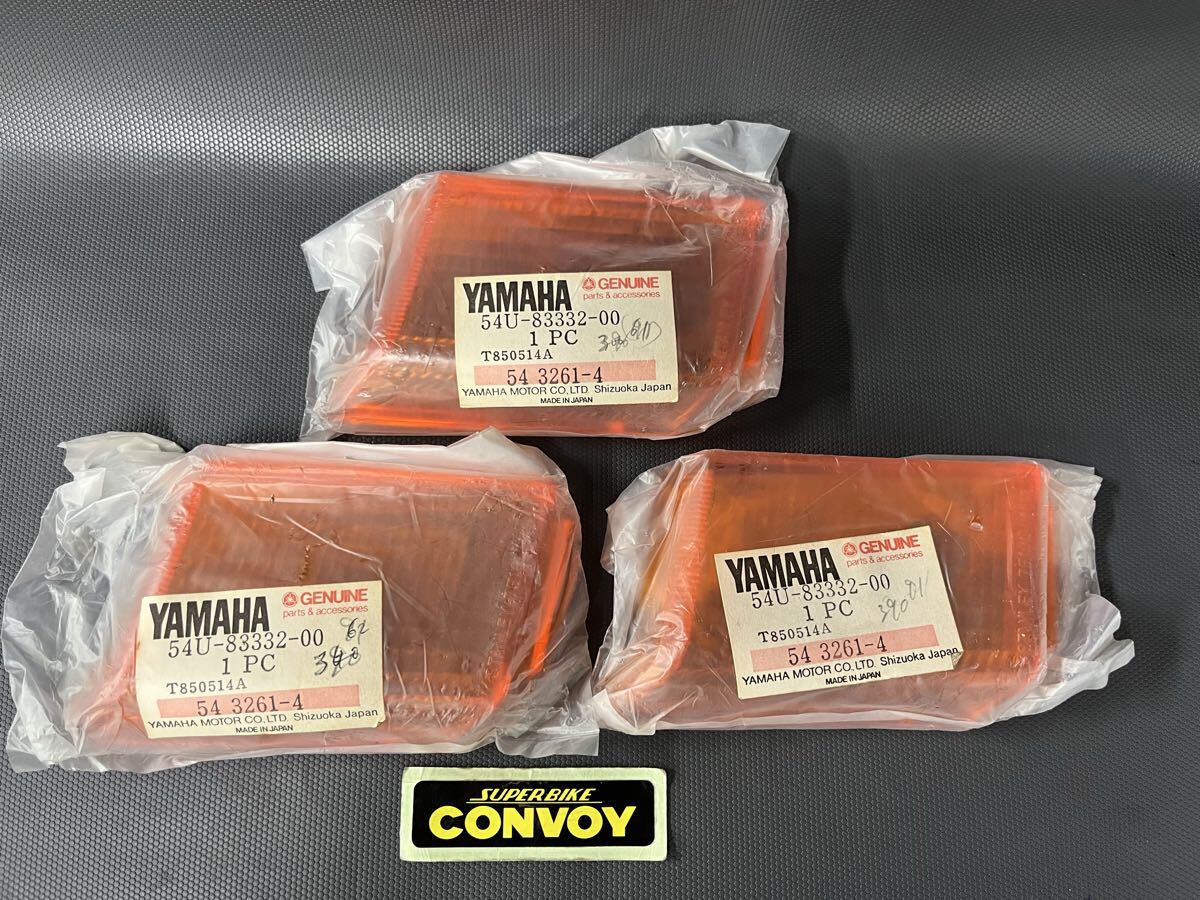 YAMAHA GENUINE
parts & accessories
54U-83332-00
1 PC
T850514A
54 3261-4
YAMAHA MOTOR CO., LTD. Shizuoka Japan
MADE IN JAPAN
YAMAHA GENUINE
parts & accessories
54U-83332-00
1 PC
T850514A
54 3261-4
YAMAHA MOTOR CO., LTD. Shizuoka Japan
MADE IN JAPAN
YAMAHA GENUINE
parts & accessories
54U-83332-00
1 PC
T850514A
54 3261-4
YAMAHA MOTOR CO., LTD. Shizuoka Japan
MADE IN JAPAN
SUPERBIKE
CONVOY